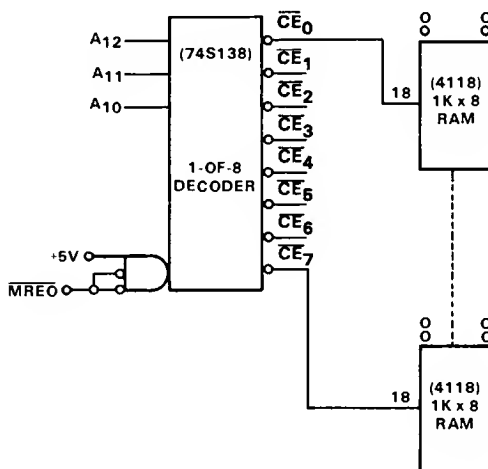 A12
A11
A10
(74S138)
1-OF-8
DECODER
+5V
MREQ
CE0
CE1
CE2
CE3
CE4
CE5
CE6
CE7
18
(4118)
1K x 8
RAM
18
(4118)
1K x 8
RAM